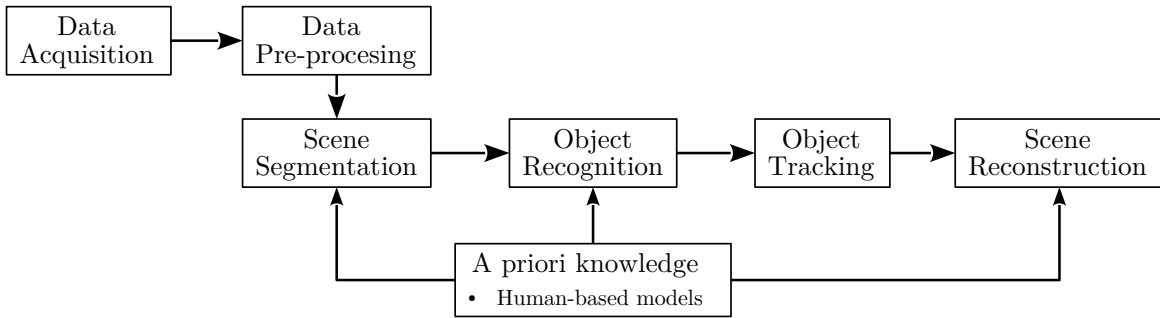 Data
Acquisition
Data
Pre-procesing
Scene
Segmentation
Object
Recognition
Object
Tracking
Scene
Reconstruction
A priori knowledge
• Human-based models